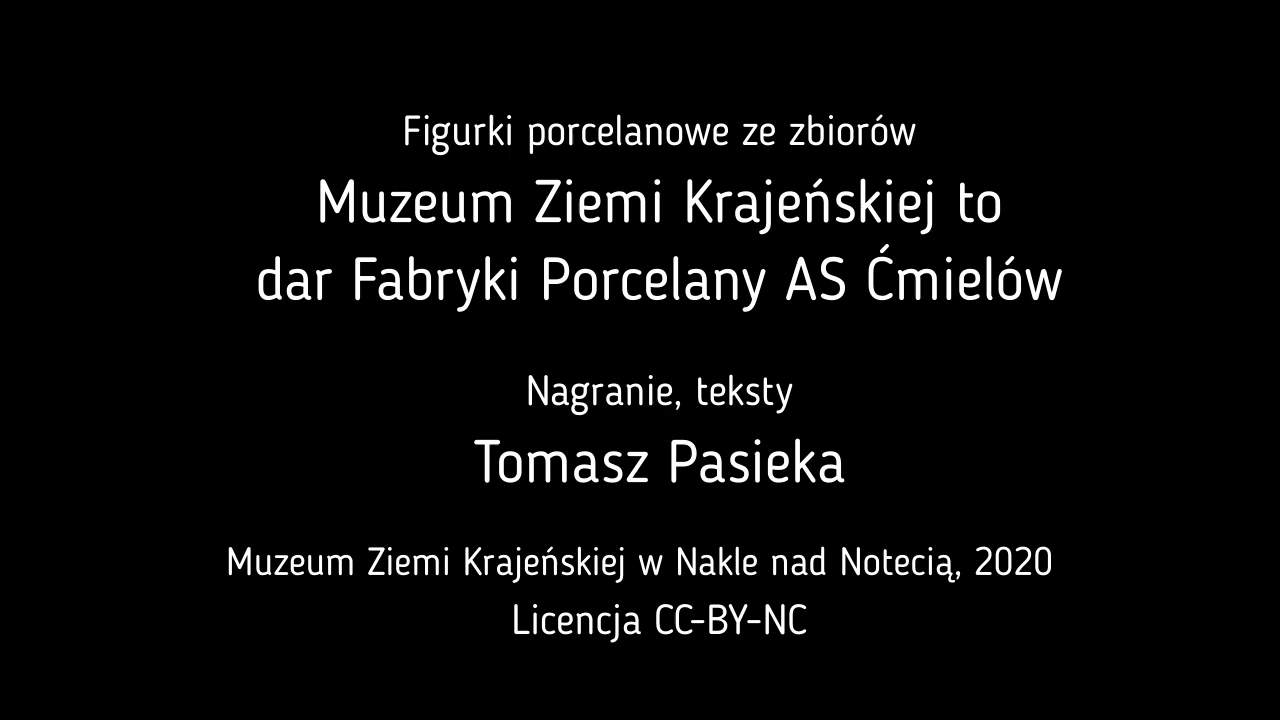 Figurki porcelanowe ze zbiorów
Muzeum Ziemi Krajeńskiej to
dar Fabryki Porcelany AS Ćmielów
Nagranie, teksty
Tomasz Pasieka
Muzeum Ziemi Krajeńskiej w Nakle nad Notecią, 2020
Licencja CC-BY-NC